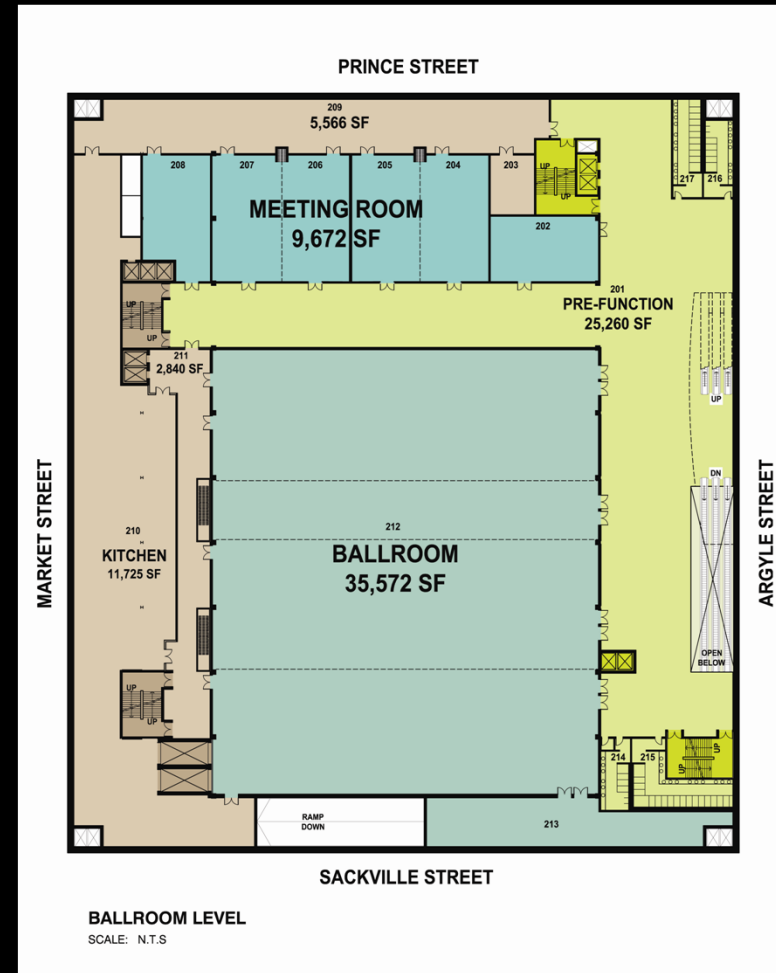 PRINCE STREET
209
5,566 SF
208
207
206
205
204
203
UP
UP
217
216
MEETING ROOM
9,672 SF
202
201
PRE-FUNCTION
25,260 SF
UP
UP
211
2,840 SF
UP
DN
MARKET STREET
ARGYLE STREET
210
KITCHEN
11,725 SF
212
BALLROOM
35,572 SF
OPEN
BELOW
UP
UP
214
215
UP
UP
RAMP
DOWN
213
SACKVILLE STREET
BALLROOM LEVEL
SCALE: N.T.S